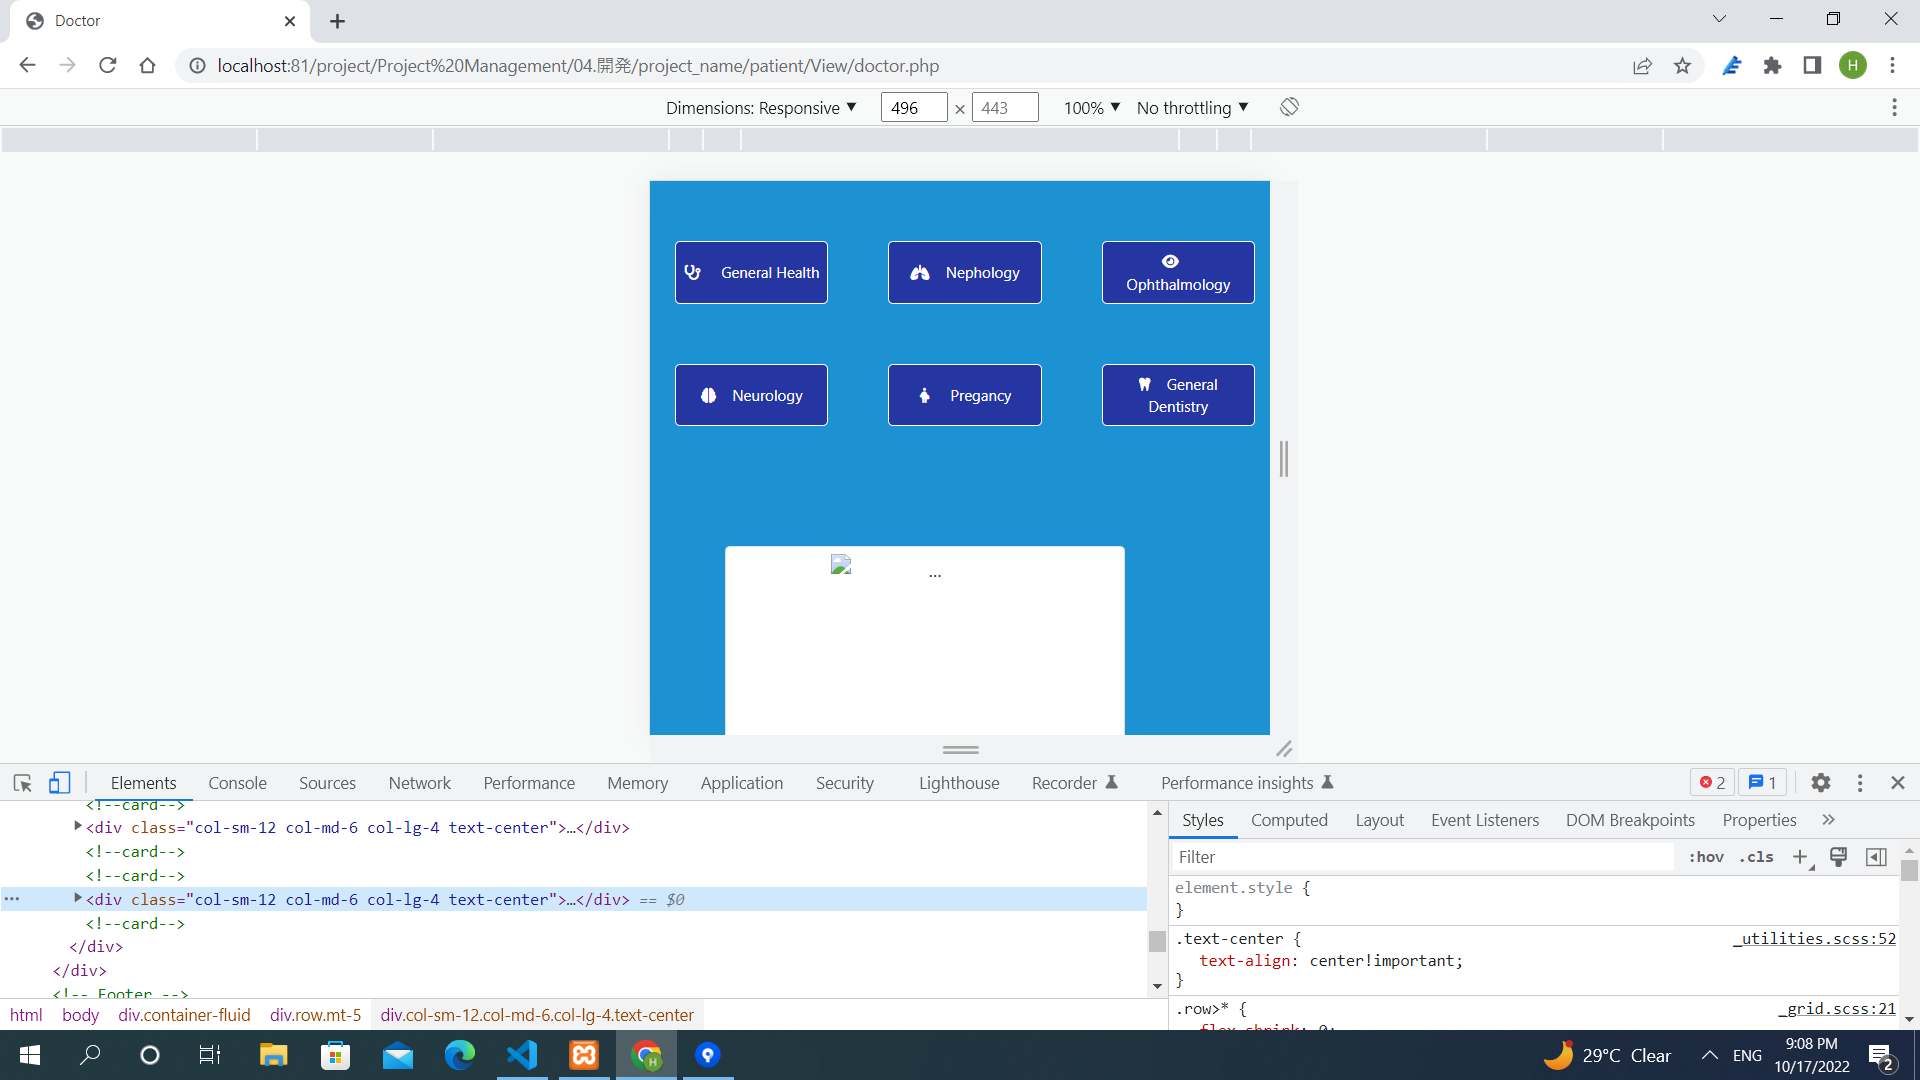 Doctor
localhost:81/project/Project%20Management/04.開発/project_name/patient/View/doctor.php
H
Dimensions: Responsive ▼ 496 × 443 100% ▼ No throttling ▼
General Health
Nephology
Ophthalmology
Neurology
Pregancy
General
Dentistry
...
Elements Console Sources Network Performance Memory Application Security Lighthouse Recorder Performance insights 2 1
<!--card-->
<div class="col-sm-12 col-md-6 col-lg-4 text-center">…</div>
<!--card-->
<!--card-->
<div class="col-sm-12 col-md-6 col-lg-4 text-center">…</div> == $0
<!--card-->
</div>
</div>
<!-- Footer -->
html body div.container-fluid div.row.mt-5 div.col-sm-12.col-md-6.col-lg-4.text-center
Styles Computed Layout Event Listeners DOM Breakpoints Properties »
Filter :hov .cls +
element.style {
}
.text-center { _utilities.scss:52
text-align: center!important;
}
.row>* { _grid.scss:21
flex-shrink: 0;
H
29°C Clear ENG
9:08 PM
10/17/2022
2